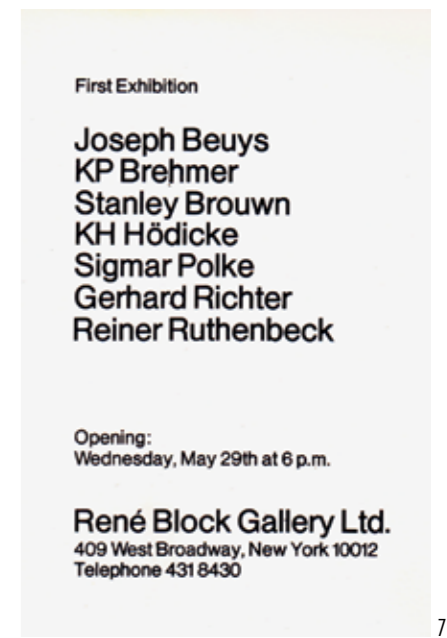 First Exhibition
Joseph Beuys
KP Brehmer
Stanley Brouwn
KH Hödicke
Sigmar Polke
Gerhard Richter
Reiner Ruthenbeck
Opening:
Wednesday, May 29th at 6 p.m.
René Block Gallery Ltd.
409 West Broadway, New York 10012
Telephone 431 8430
7